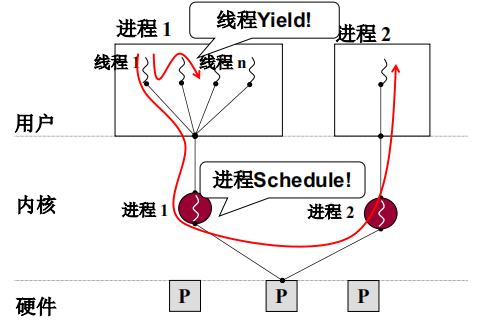 进程 1
线程Yield!
进程 2
线程 1
线程 n
用户
进程Schedule!
内核
进程 1
进程 2
硬件
P
P
P